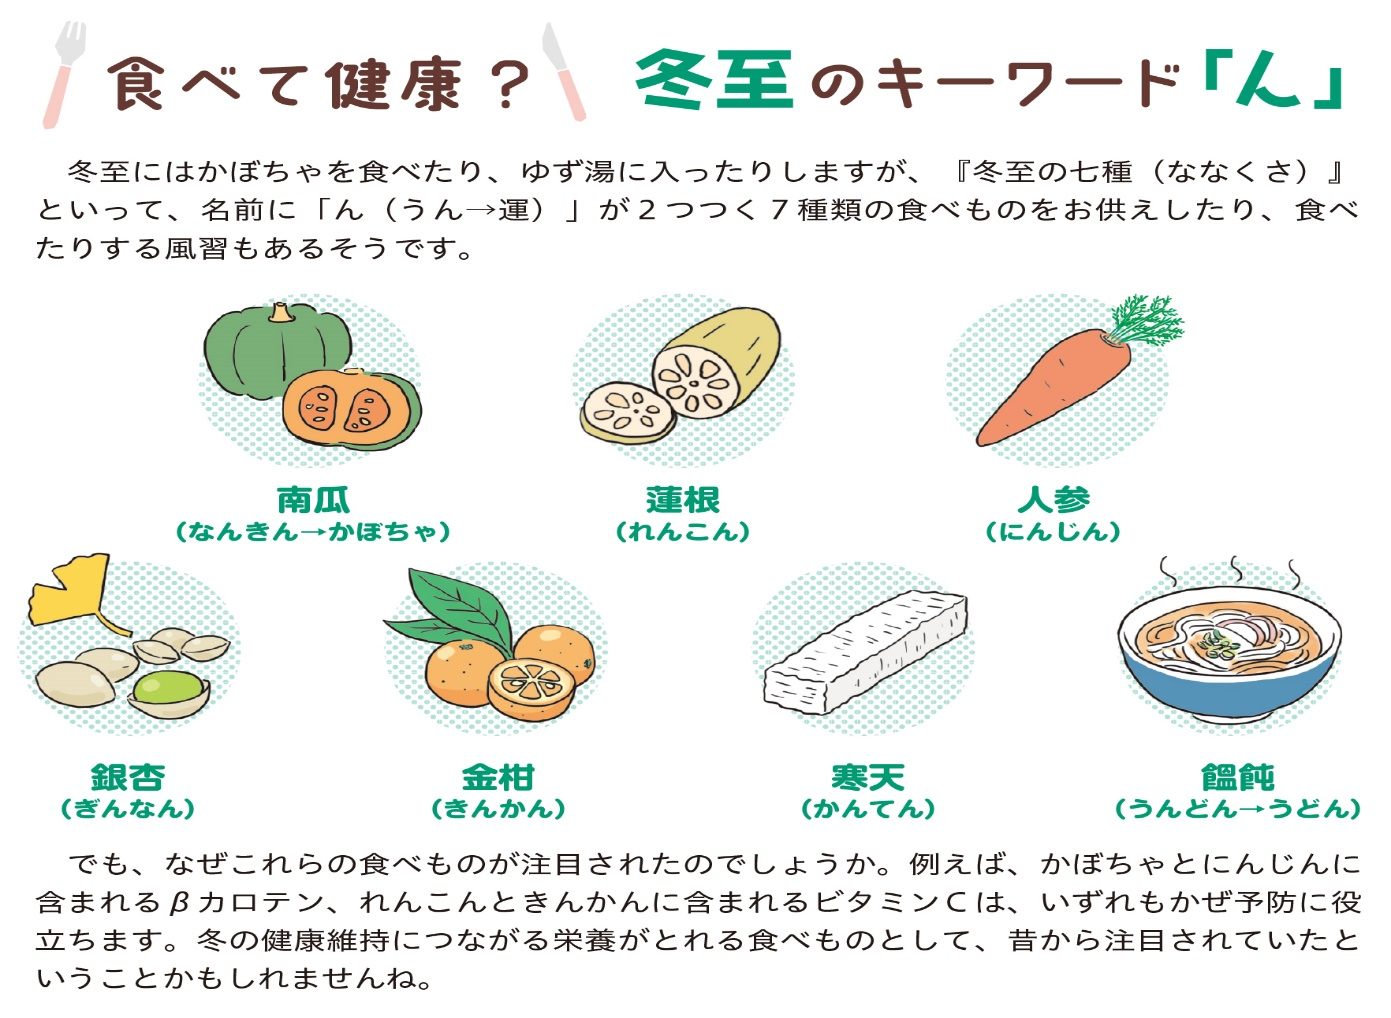 食べて健康？ 冬至のキーワード「ん」
冬至にはかぼちゃを食べたり、ゆず湯に入ったりしますが、『冬至の七種（ななくさ）』
といって、名前に「ん（うん→運）」が２つつく７種類の食べものをお供えしたり、食べ
たりする風習もあるそうです。
南瓜
（なんきん→かぼちゃ）
蓮根
（れんこん）
人参
（にんじん）
銀杏
（ぎんなん）
金柑
（きんかん）
寒天
（かんてん）
饂飩
（うんどん→うどん）
でも、なぜこれらの食べものが注目されたのでしょうか。例えば、かぼちゃとにんじんに
含まれるβカロテン、れんこんときんかんに含まれるビタミンCは、いずれもかぜ予防に役
立ちます。冬の健康維持につながる栄養がとれる食べものとして、昔から注目されていたと
いうことかもしれませんね。